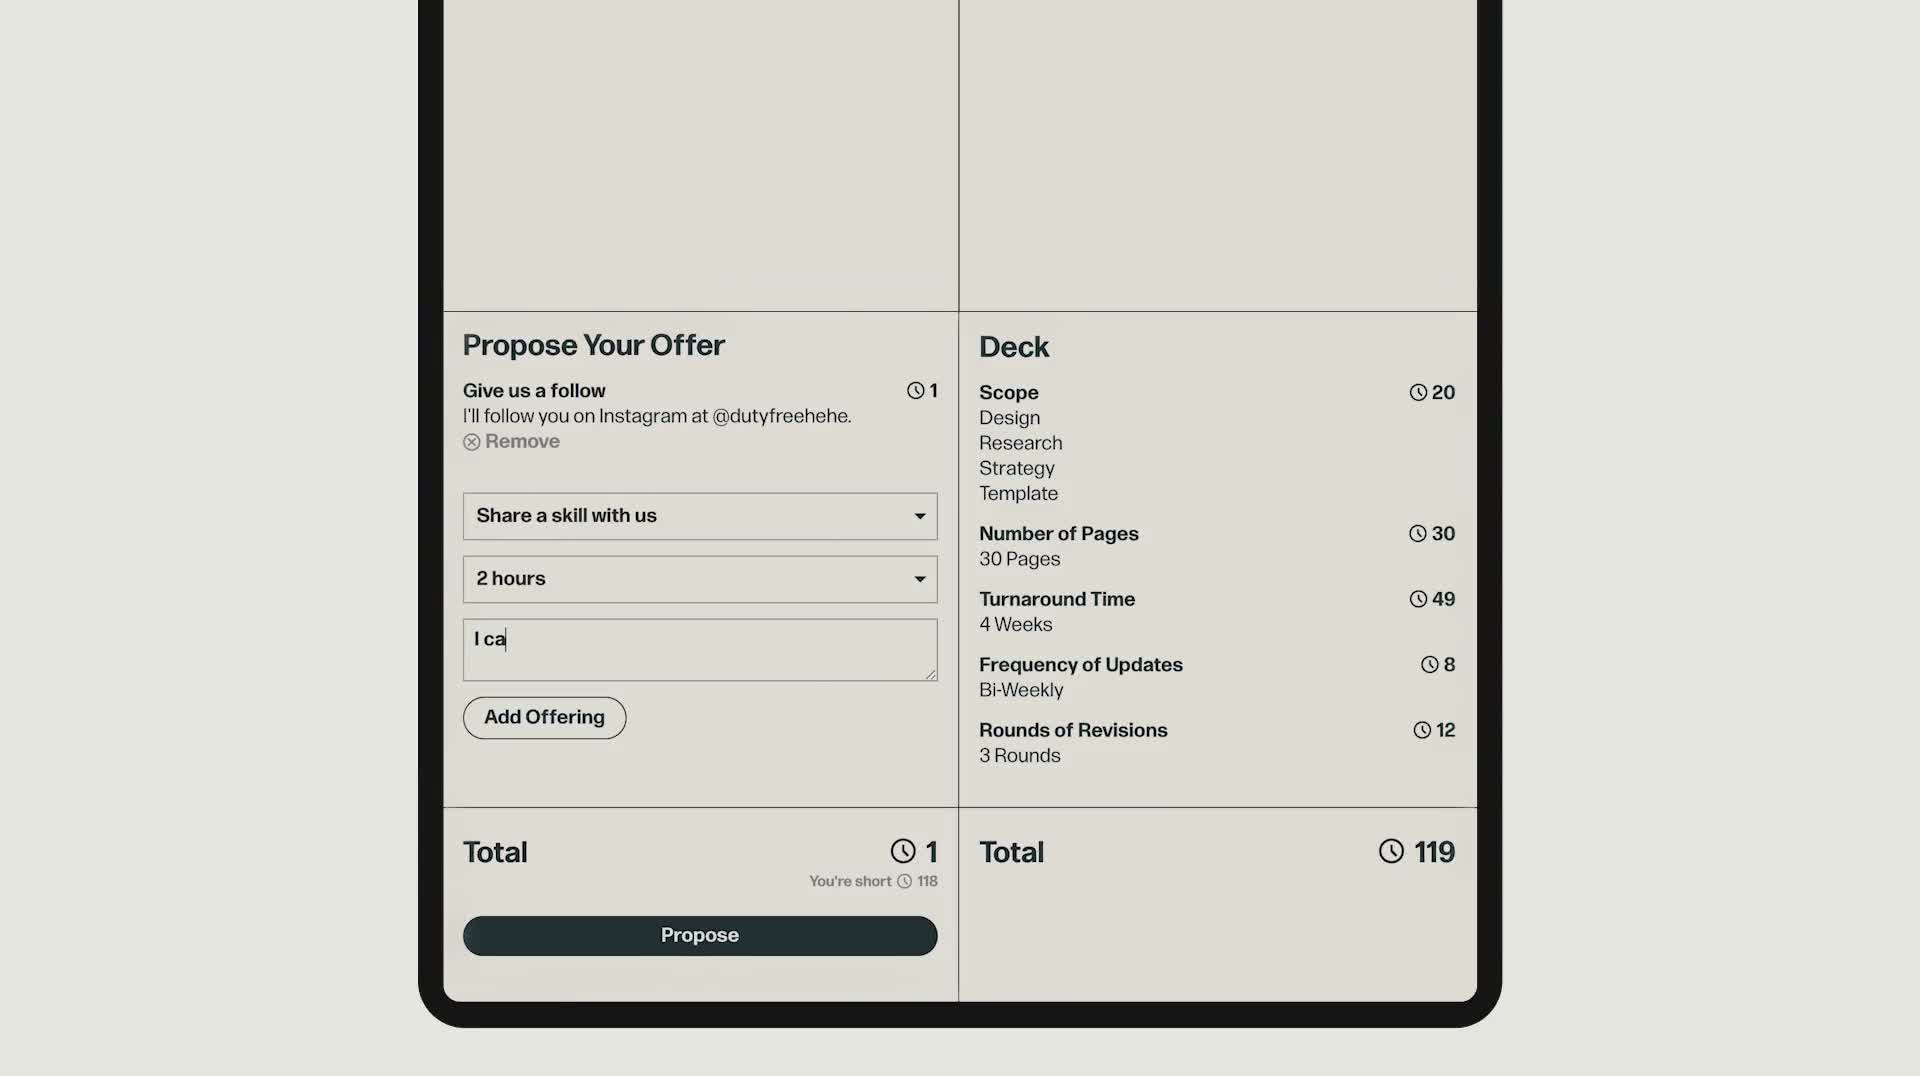 Propose Your Offer
Give us a follow 1
I'll follow you on Instagram at @dutyfreehehe.
Remove
Share a skill with us
2 hours
I ca
Add Offering
Total 1
You're short 118
Propose
Deck
Scope 20
Design
Research
Strategy
Template
Number of Pages 30
30 Pages
Turnaround Time 49
4 Weeks
Frequency of Updates 8
Bi-Weekly
Rounds of Revisions 12
3 Rounds
Total 119